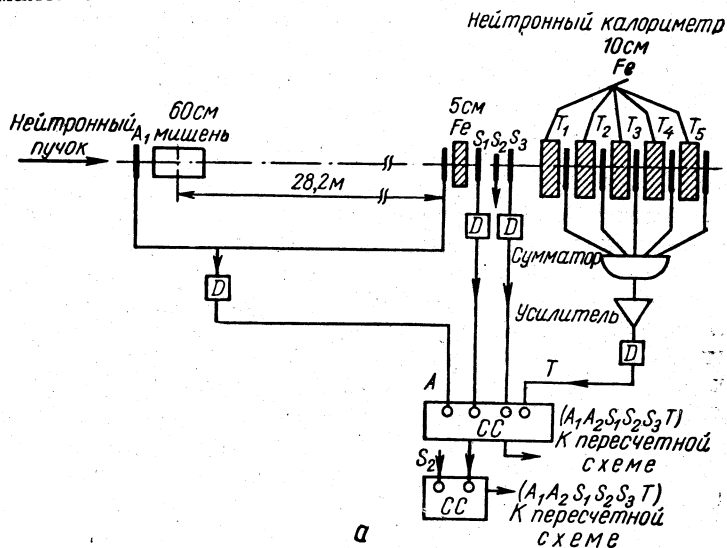 Нейтронный калориметр
10см
Fe
60см
мишень
A₁
Нейтронный
пучок
5см
Fe
S₁ S₂ S₃
T₁ T₂ T₃ T₄ T₅
28,2м
D D
Сумматор
D
Усилитель
D
A
T
CC
(A₁A₂S₁S₂S₃T)
К пересчетной
схеме
S₂
CC
(A₁A₂S₁S₂S₃T)
К пересчетной
схеме
а